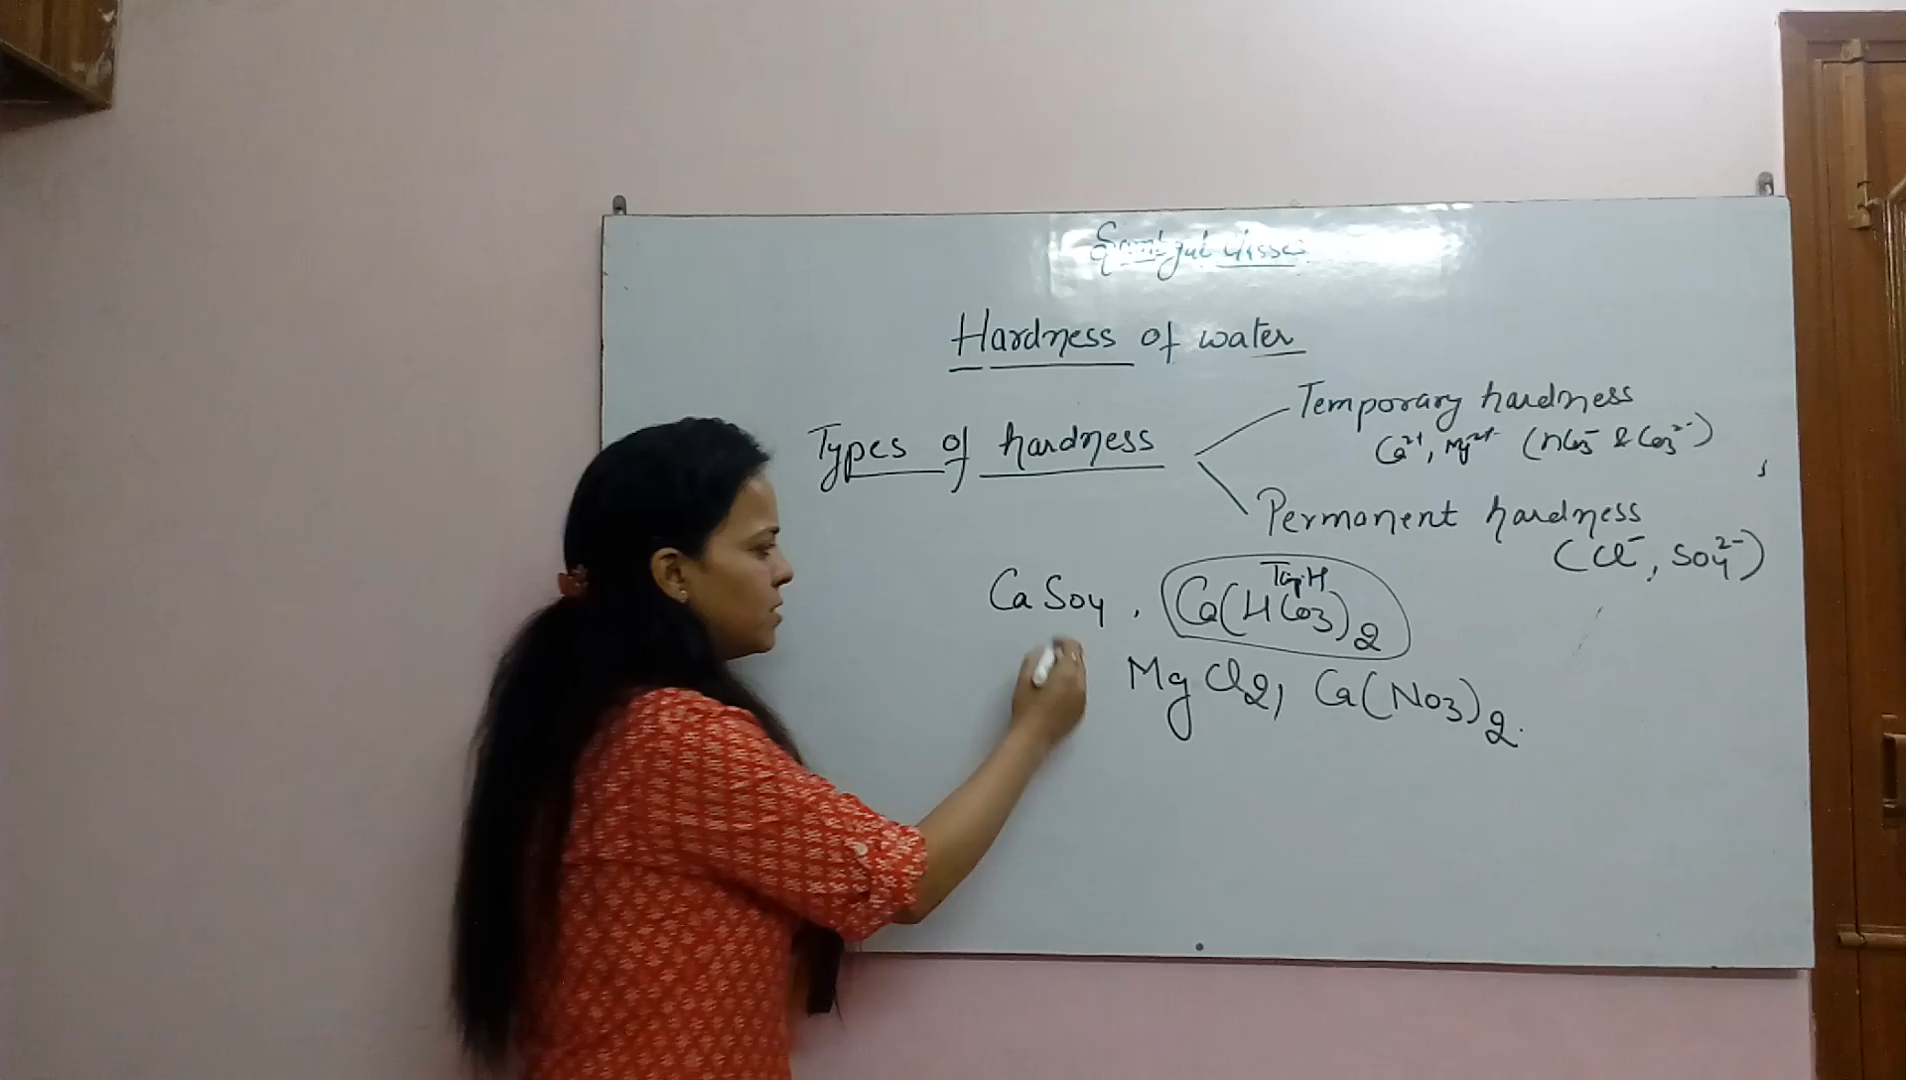 Hardness of water
Types of hardness
Temporary hardness
Ca²⁺, Mg²⁺ (HCO₃⁻ & CO₃²⁻)
Permanent hardness
(Cl⁻, SO₄²⁻)
CaSO₄, Ca(HCO₃)₂
MgCl₂, Ca(NO₃)₂.